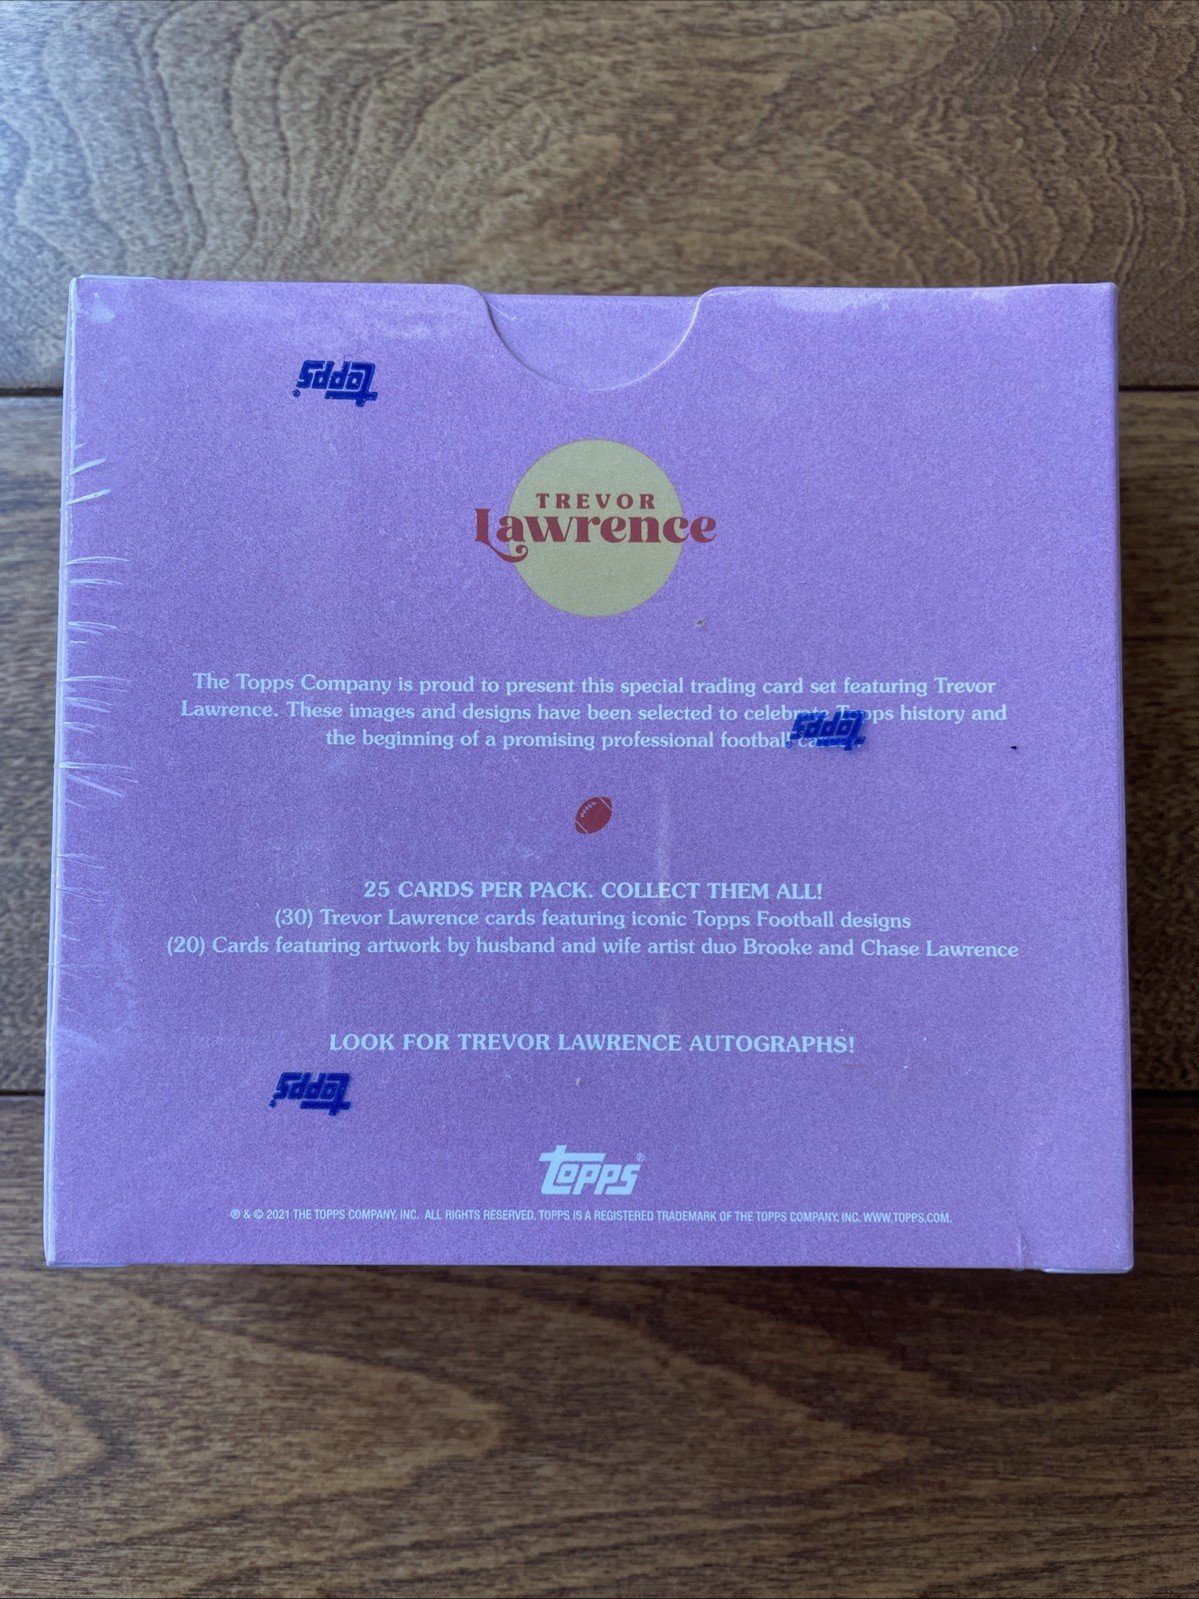 TOPPS
TREVOR
Lawrence
The Topps Company is proud to present this special trading card set featuring Trevor
Lawrence. These images and designs have been selected to celebrate Topps history and
the beginning of a promising professional football
TOPPS
25 CARDS PER PACK. COLLECT THEM ALL!
(30) Trevor Lawrence cards featuring iconic Topps Football designs
(20) Cards featuring artwork by husband and wife artist duo Brooke and Chase Lawrence
LOOK FOR TREVOR LAWRENCE AUTOGRAPHS!
TOPPS
TOPPS®
® & © 2021 THE TOPPS COMPANY, INC. ALL RIGHTS RESERVED. TOPPS IS A REGISTERED TRADEMARK OF THE TOPPS COMPANY, INC. WWW.TOPPS.COM.